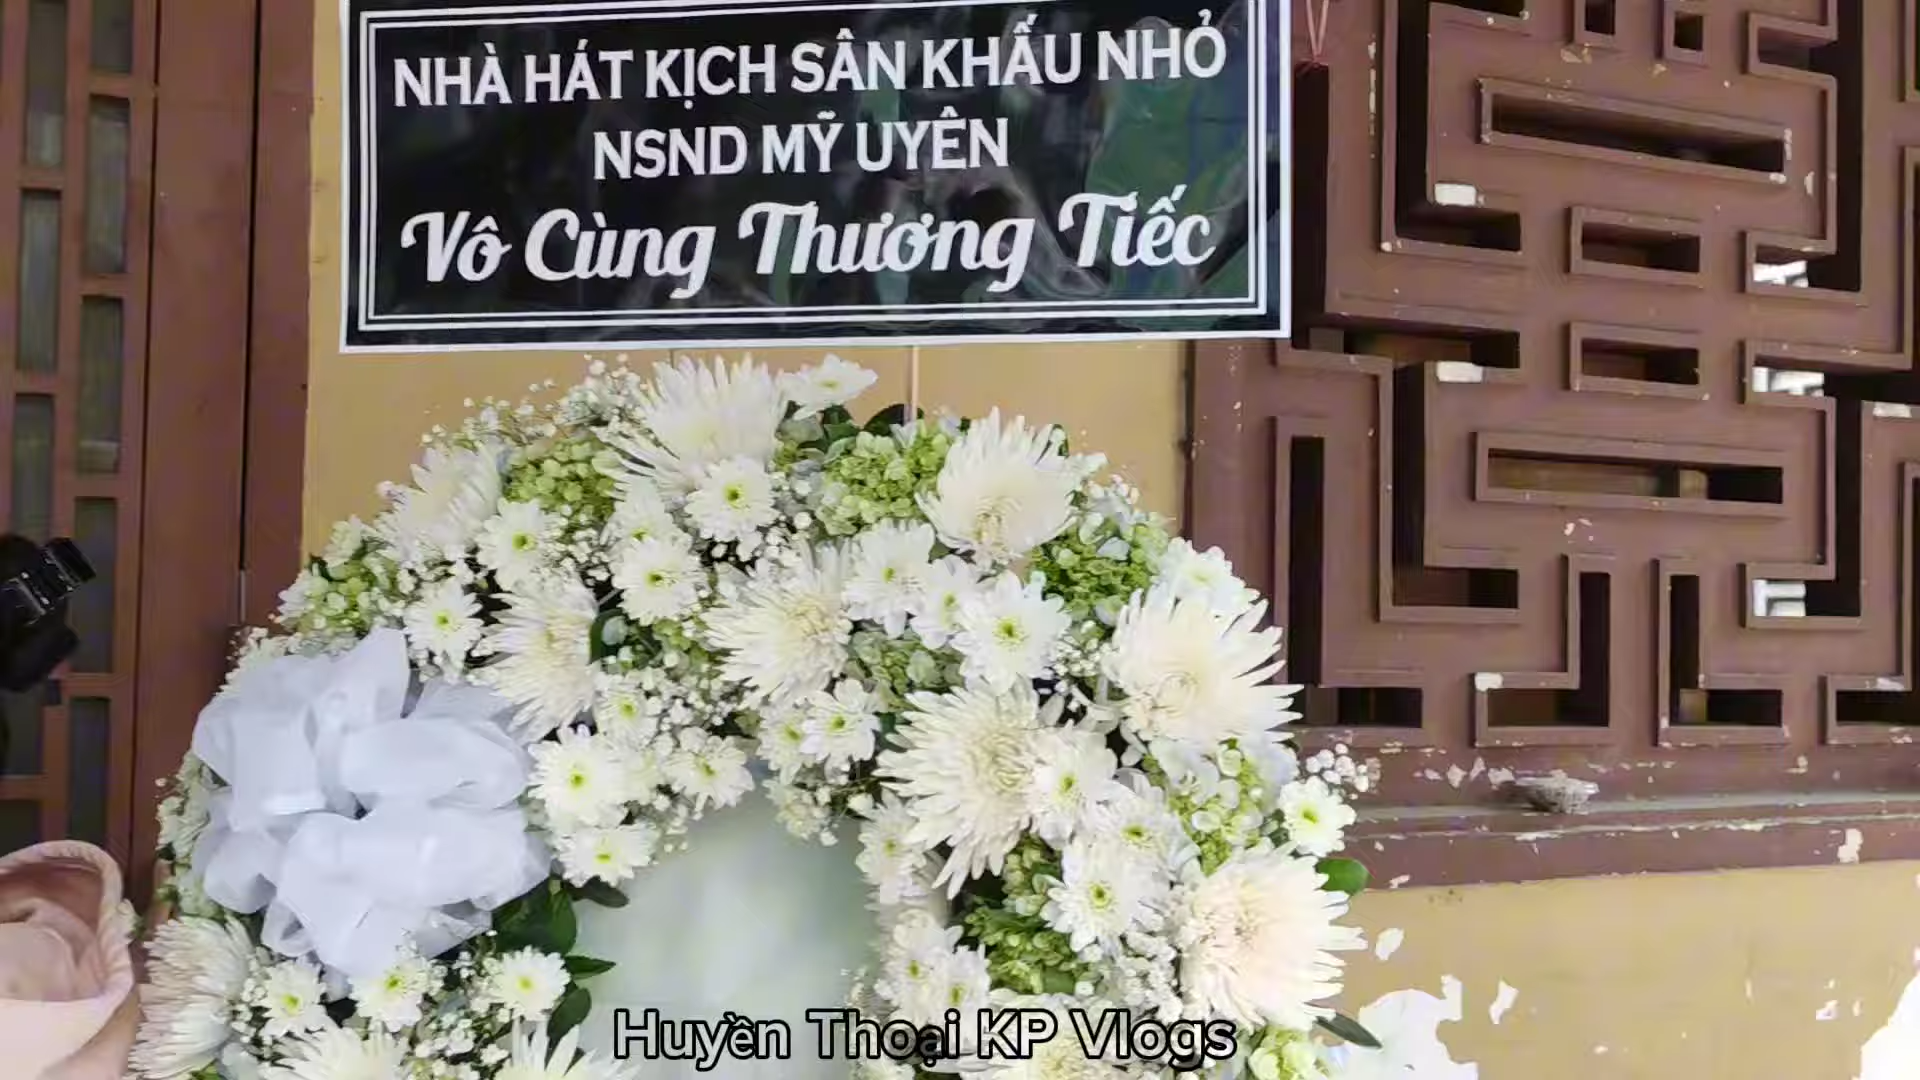 NHÀ HÁT KỊCH SÂN KHẤU NHỎ
NSND MỸ UYÊN
Vô Cùng Thương Tiếc
Huyền Thoại KP Vlogs